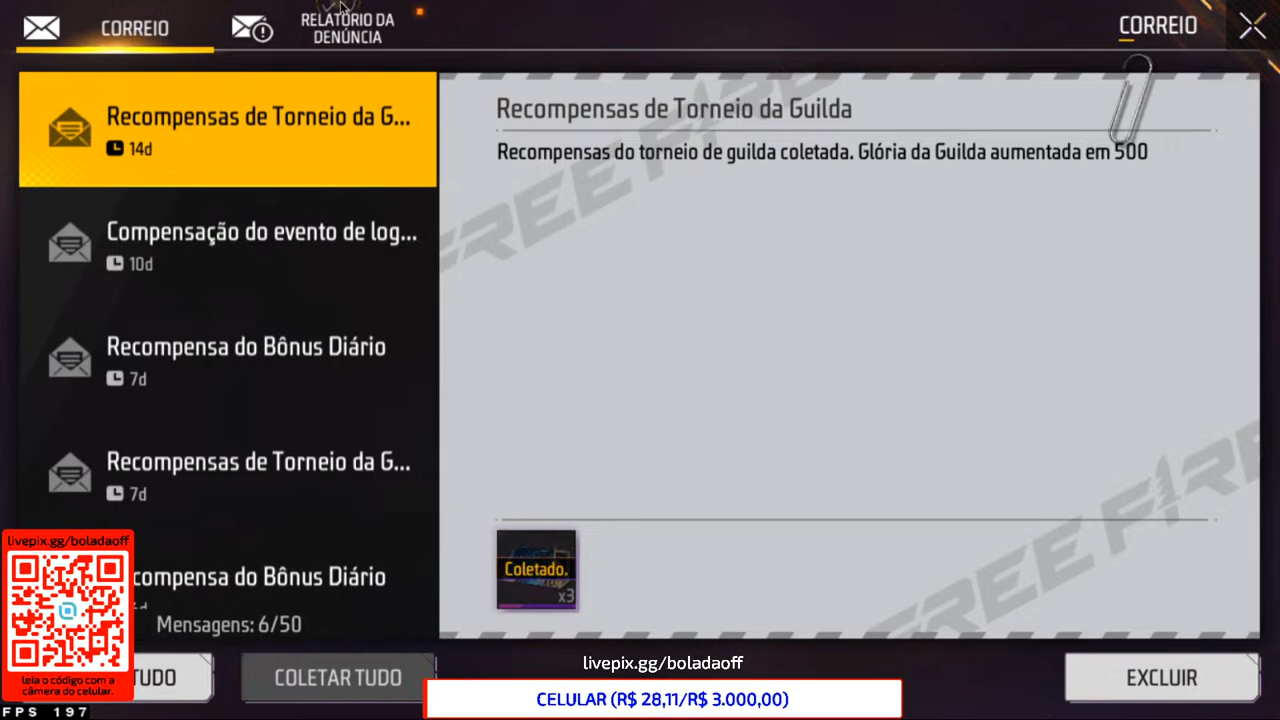 CORREIO
RELATÓRIO DA
DENÚNCIA
CORREIO
Recompensas de Torneio da G...
14d
Compensação do evento de log...
10d
Recompensa do Bônus Diário
7d
Recompensas de Torneio da G...
7d
compensa do Bônus Diário
Mensagens: 6/50
TUDO
COLETAR TUDO
Recompensas de Torneio da Guilda
Recompensas do torneio de guilda coletada. Glória da Guilda aumentada em 500
FREE FIRE
FREE FIRE
Coletado.
x3
EXCLUIR
livepix.gg/boladaoff
leia o código com a
câmera do celular.
FPS 197
livepix.gg/boladaoff
CELULAR (R$ 28,11/R$ 3.000,00)